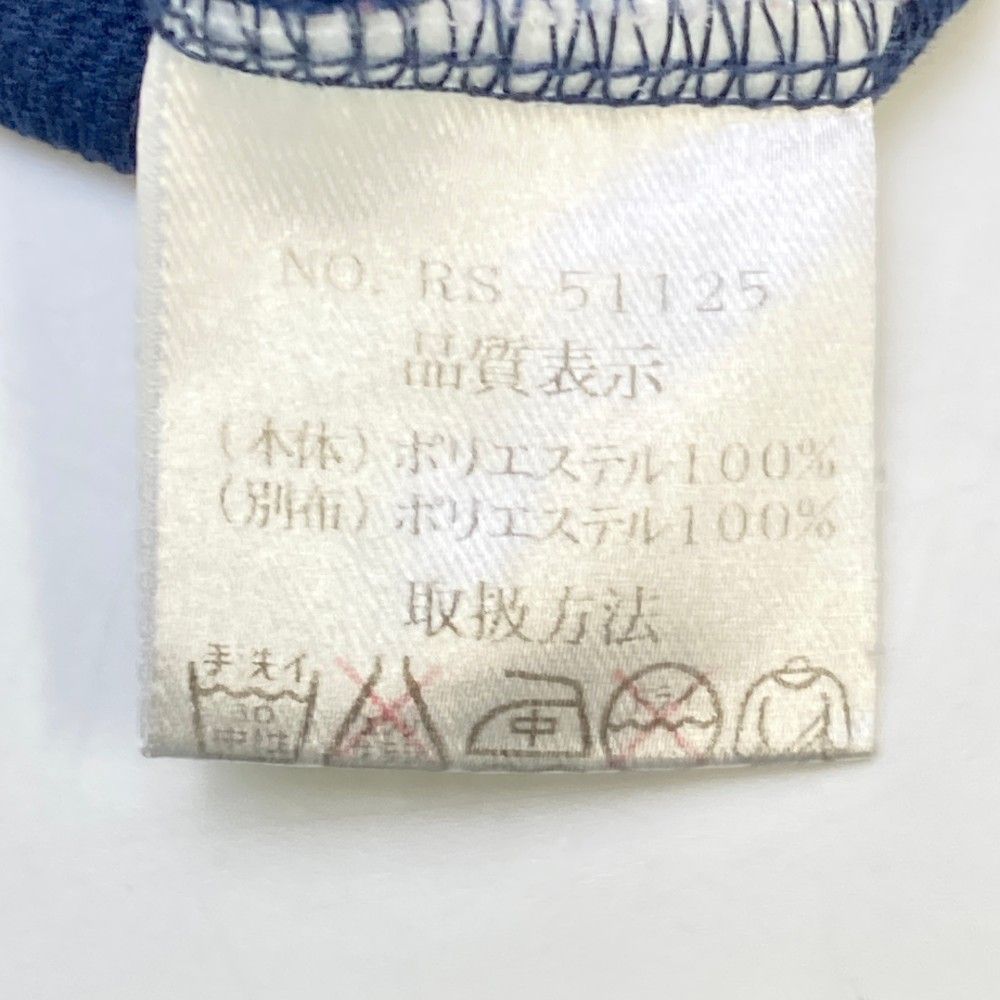 NO. RS-51125
品質表示
(本体) ポリエステル100%
(別布) ポリエステル100%
取扱方法
手洗イ 中
30
中性